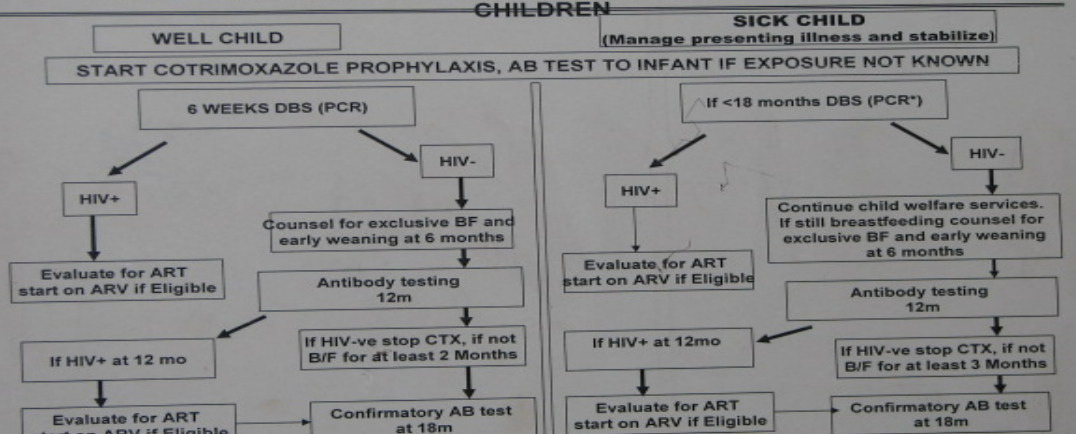 CHILDREN
WELL CHILD
SICK CHILD
(Manage presenting illness and stabilize)
START COTRIMOXAZOLE PROPHYLAXIS, AB TEST TO INFANT IF EXPOSURE NOT KNOWN
6 WEEKS DBS (PCR)
HIV+
HIV-
Evaluate for ART
start on ARV if Eligible
Counsel for exclusive BF and
early weaning at 6 months
Antibody testing
12m
If HIV+ at 12 mo
If HIV-ve stop CTX, if not
B/F for at least 2 Months
Evaluate for ART
start on ARV if Eligible
Confirmatory AB test
at 18m
If <18 months DBS (PCR*)
HIV+
HIV-
Evaluate for ART
start on ARV if Eligible
Continue child welfare services.
If still breastfeeding counsel for
exclusive BF and early weaning
at 6 months
Antibody testing
12m
If HIV+ at 12mo
If HIV-ve stop CTX, if not
B/F for at least 3 Months
Evaluate for ART
start on ARV if Eligible
Confirmatory AB test
at 18m